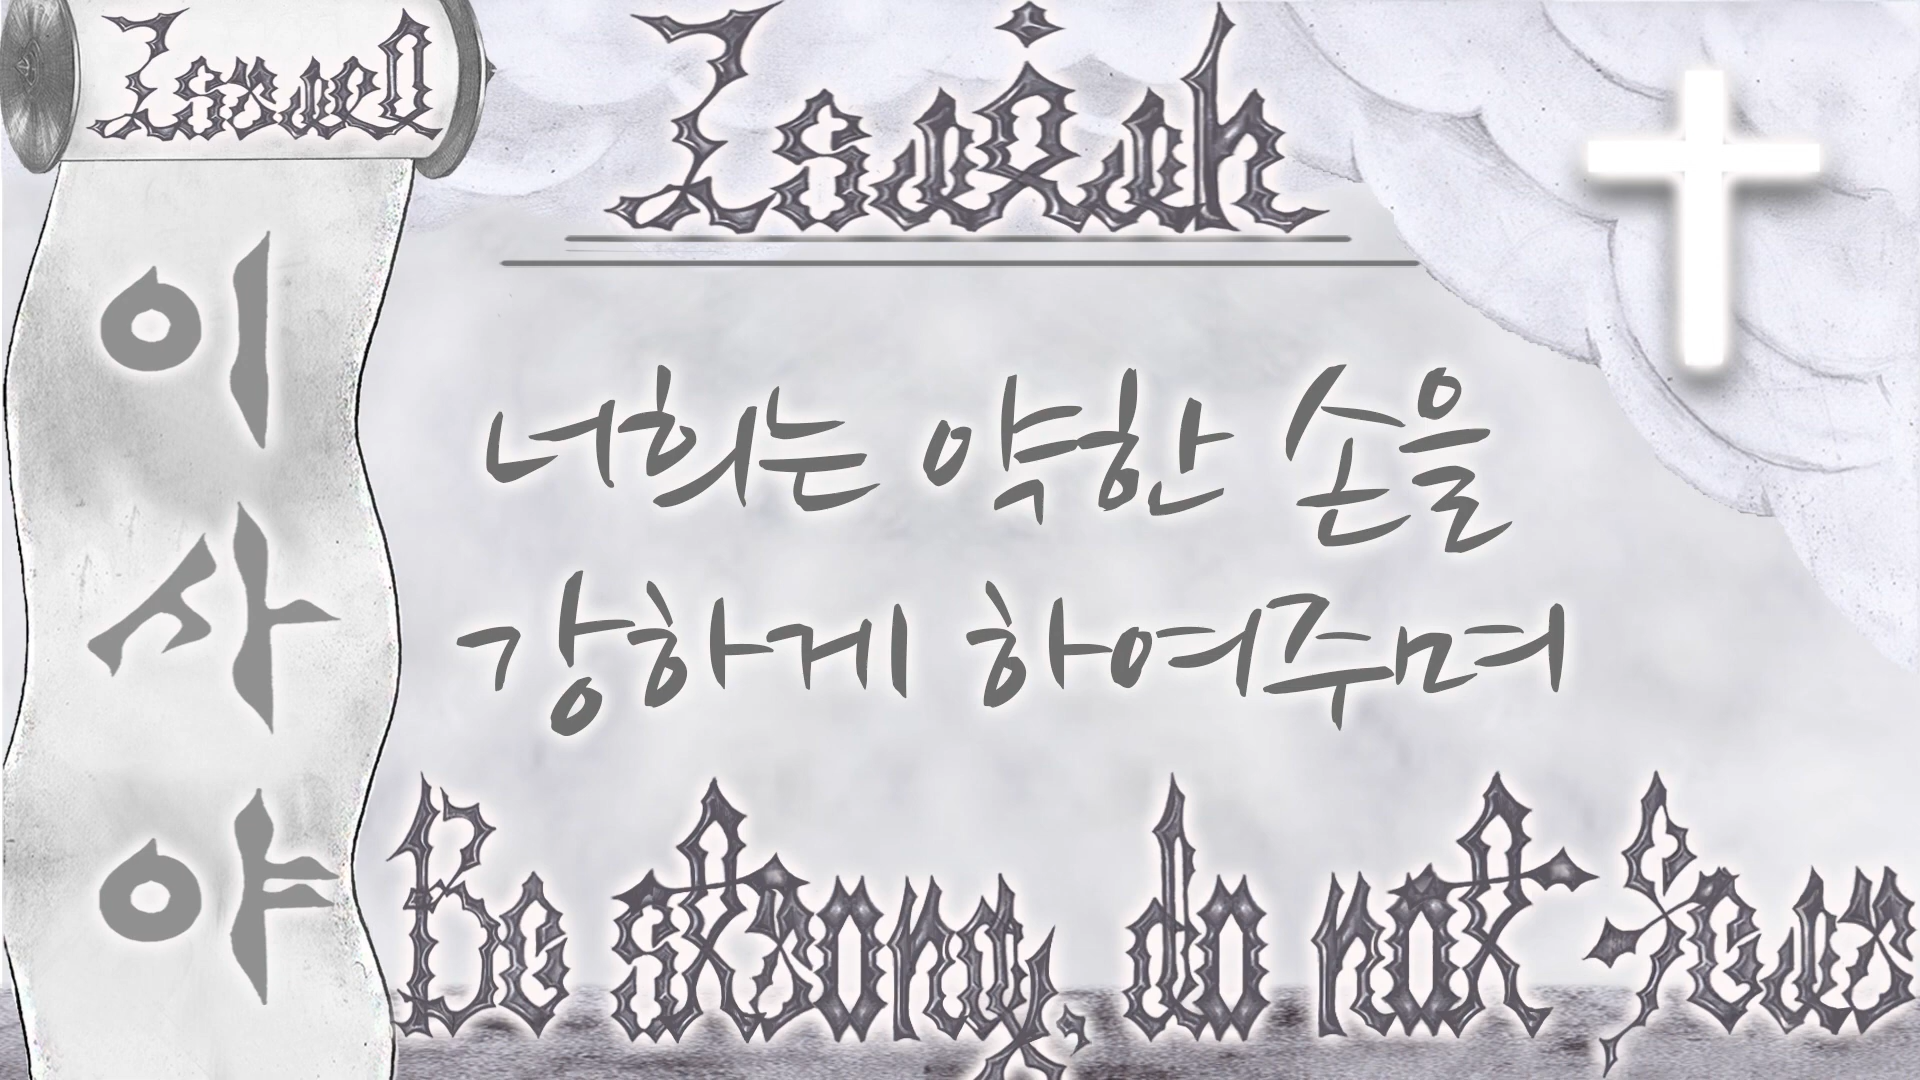 Israel
이사야
Isaiah
너희는 약한 손을
강하게 하여주며
Be strong, do not fear